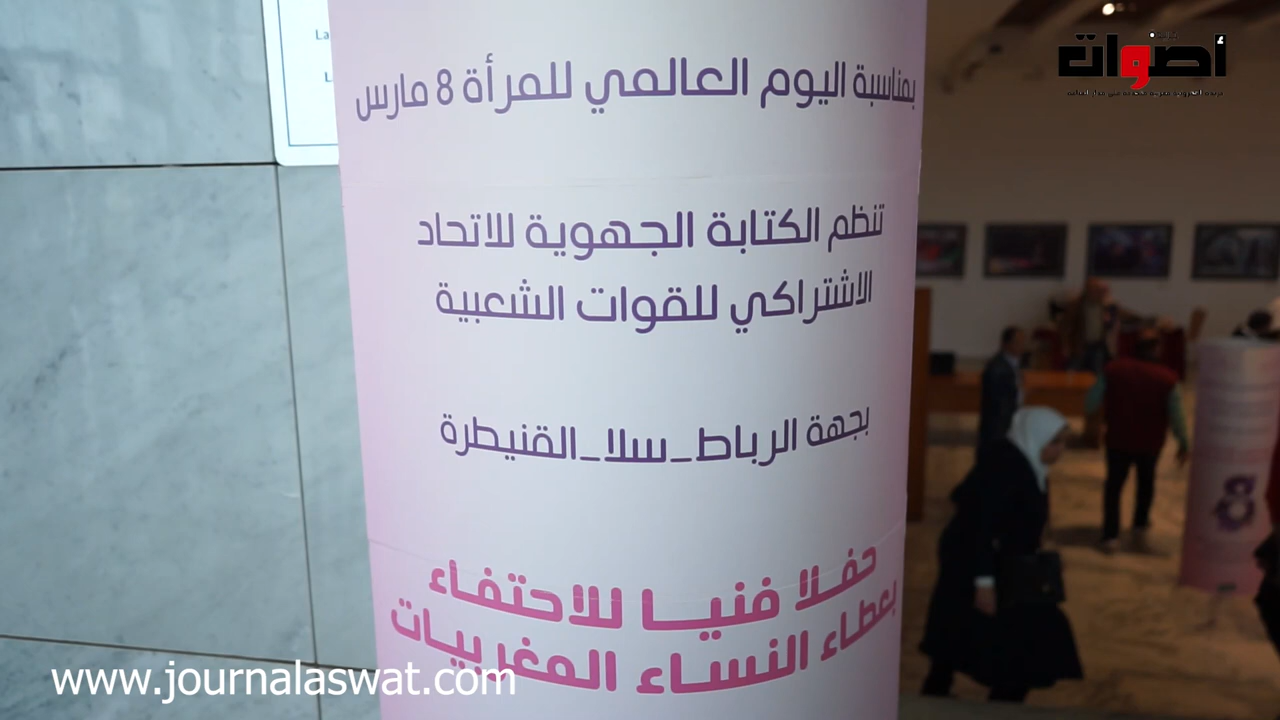 أصوات
بمناسبة اليوم العالمي للمرأة 8 مارس
تنظم الكتابة الجهوية للاتحاد
الاشتراكي للقوات الشعبية
بجهة الرباط_سلا_القنيطرة
حفلا فنيا للاحتفاء
بعطاء النساء المغربيات
8
www.journalaswat.com